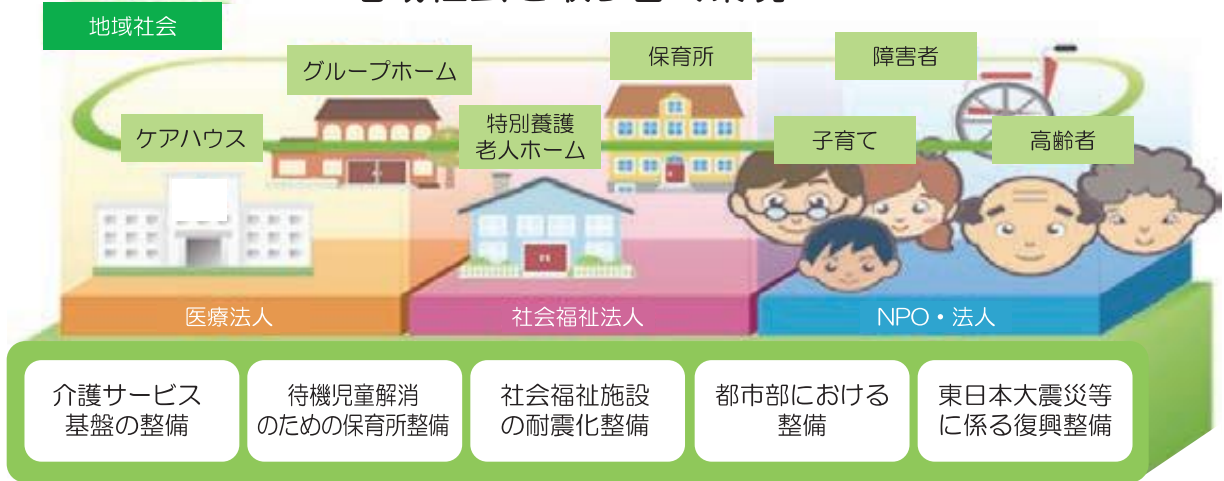 地域社会
グループホーム
保育所
障害者
ケアハウス
特別養護
老人ホーム
子育て
高齢者
医療法人
社会福祉法人
NPO・法人
介護サービス
基盤の整備
待機児童解消
のための保育所整備
社会福祉施設
の耐震化整備
都市部における
整備
東日本大震災等
に係る復興整備